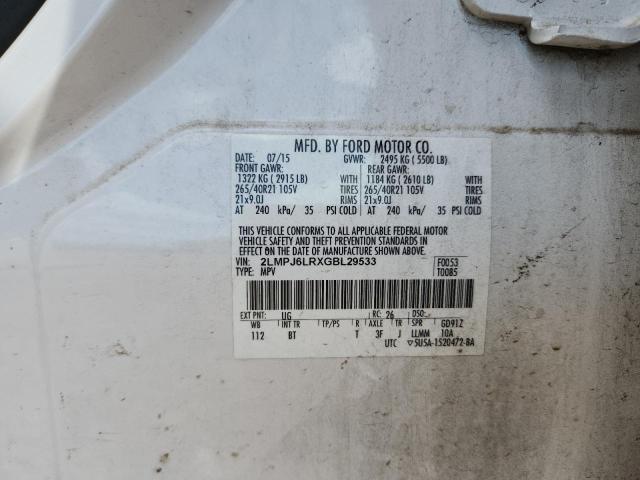 MFD. BY FORD MOTOR CO.
DATE: 07/15 GVWR: 2495 KG ( 5500 LB)
FRONT GAWR: REAR GAWR:
1322 KG ( 2915 LB) WITH 1184 KG ( 2610 LB) WITH
265/40R21 105V TIRES 265/40R21 105V TIRES
21x9.0J RIMS 21x9.0J RIMS
AT 240 kPa/ 35 PSI COLD AT 240 kPa/ 35 PSI COLD
THIS VEHICLE CONFORMS TO ALL APPLICABLE FEDERAL MOTOR
VEHICLE SAFETY AND THEFT PREVENTION STANDARDS IN
EFFECT ON THE DATE OF MANUFACTURE SHOWN ABOVE.
VIN: 2LMPJ6LRXGBL29533 F0053
TYPE: MPV T0085
EXT PNT: UG RC: 26 DSO:
WB INT TR TP/PS R AXLE TR SPR GD91Z
112 BT T 3F J LLMM 10A
UTC ▽5U5A-1520472-BA